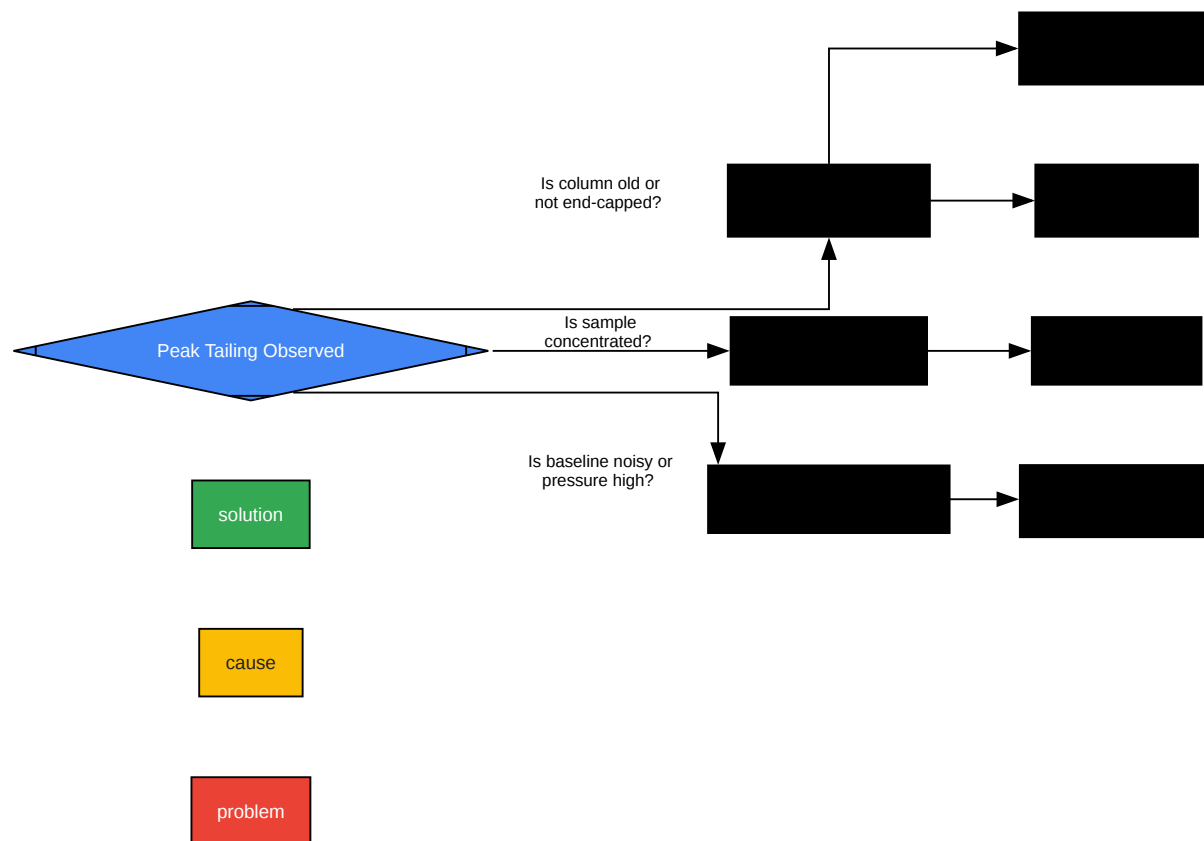 Is column old or
not end-capped?
Is sample
concentrated?
Peak Tailing Observed
Is baseline noisy or
pressure high?
solution
cause
problem